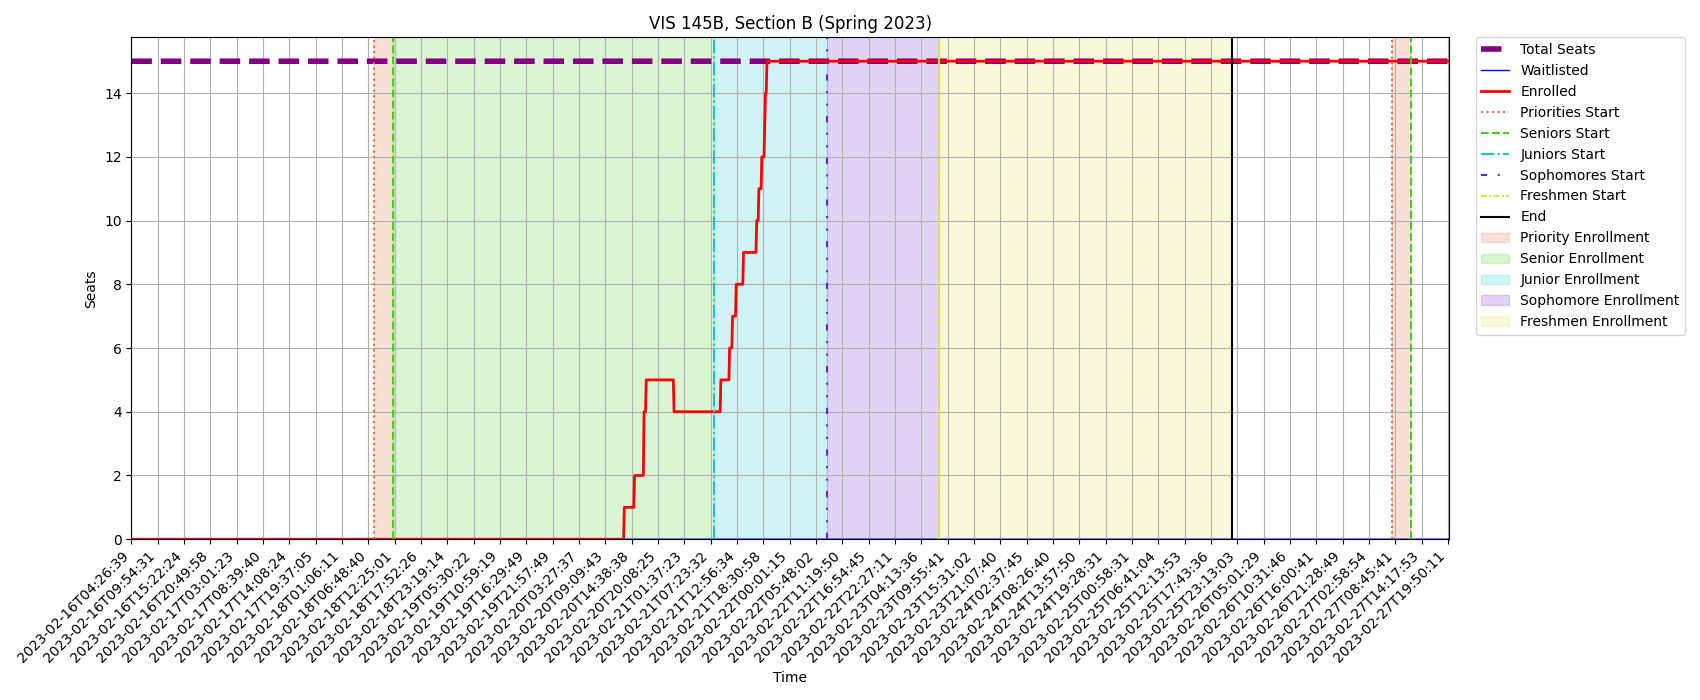 VIS 145B, Section B (Spring 2023)
Seats
14
12
10
8
6
4
2
0
2023-02-16T04:26:39
2023-02-16T09:54:31
2023-02-16T15:22:24
2023-02-16T20:49:58
2023-02-17T03:01:23
2023-02-17T08:39:40
2023-02-17T14:08:24
2023-02-17T19:37:05
2023-02-18T01:06:11
2023-02-18T06:48:40
2023-02-18T12:25:01
2023-02-18T17:52:26
2023-02-18T23:19:14
2023-02-19T05:30:22
2023-02-19T10:59:19
2023-02-19T16:29:49
2023-02-19T21:57:49
2023-02-20T03:27:37
2023-02-20T09:09:43
2023-02-20T14:38:38
2023-02-20T20:08:25
2023-02-21T01:37:23
2023-02-21T07:23:32
2023-02-21T12:56:34
2023-02-21T18:30:58
2023-02-22T00:01:15
2023-02-22T05:48:02
2023-02-22T11:19:50
2023-02-22T16:54:45
2023-02-22T22:27:11
2023-02-23T04:13:36
2023-02-23T09:55:41
2023-02-23T15:31:02
2023-02-23T21:07:40
2023-02-24T02:37:45
2023-02-24T08:26:40
2023-02-24T13:57:50
2023-02-24T19:28:31
2023-02-25T00:58:31
2023-02-25T06:41:04
2023-02-25T12:13:53
2023-02-25T17:43:36
2023-02-25T23:13:03
2023-02-26T05:01:29
2023-02-26T10:31:46
2023-02-26T16:00:41
2023-02-26T21:28:49
2023-02-27T02:58:54
2023-02-27T08:45:41
2023-02-27T14:17:53
2023-02-27T19:50:11
Time
Total Seats
Waitlisted
Enrolled
Priorities Start
Seniors Start
Juniors Start
Sophomores Start
Freshmen Start
End
Priority Enrollment
Senior Enrollment
Junior Enrollment
Sophomore Enrollment
Freshmen Enrollment